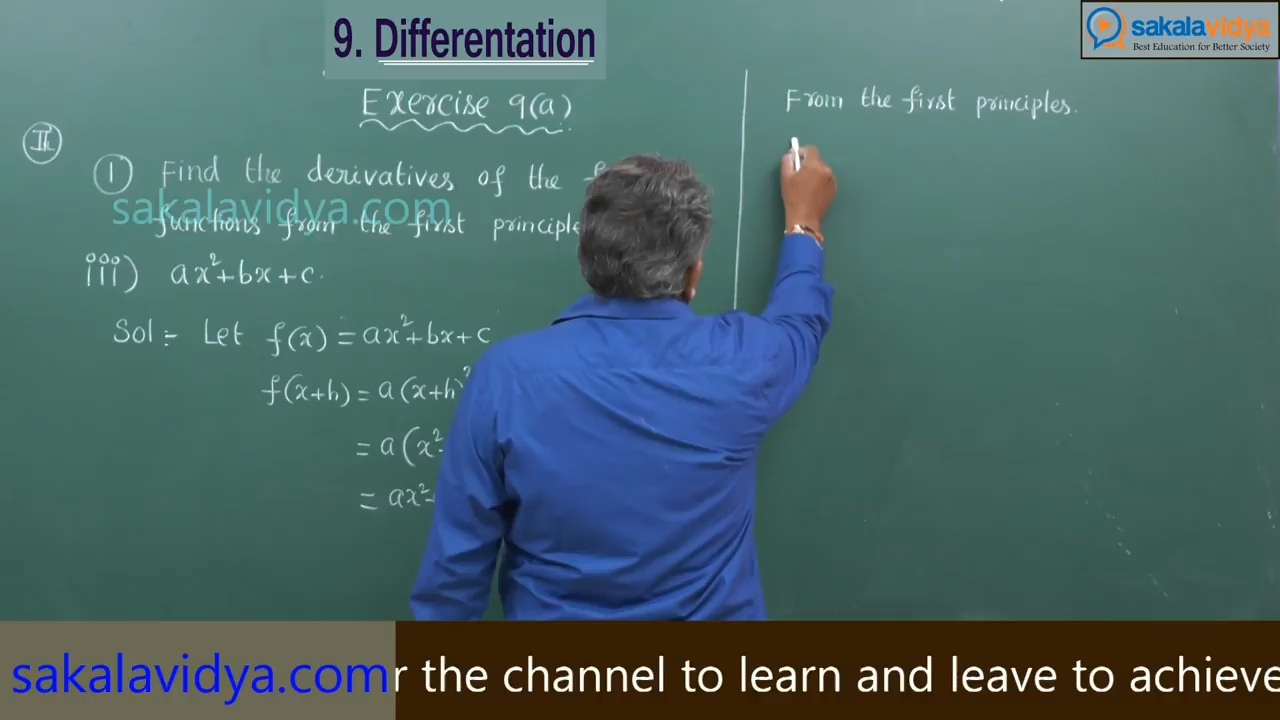 9. Differentation
sakalavidya
Best Education for Better Society
Exercise 9(a)
II
① Find the derivatives of the
functions from the first principle
sakalavidya.com
iii) ax²+bx+c.
Sol:- Let f(x) = ax²+bx+c
f(x+h) = a(x+h)²
= a(x²
= ax²
From the first principles.
sakalavidya.com
r the channel to learn and leave to achieve